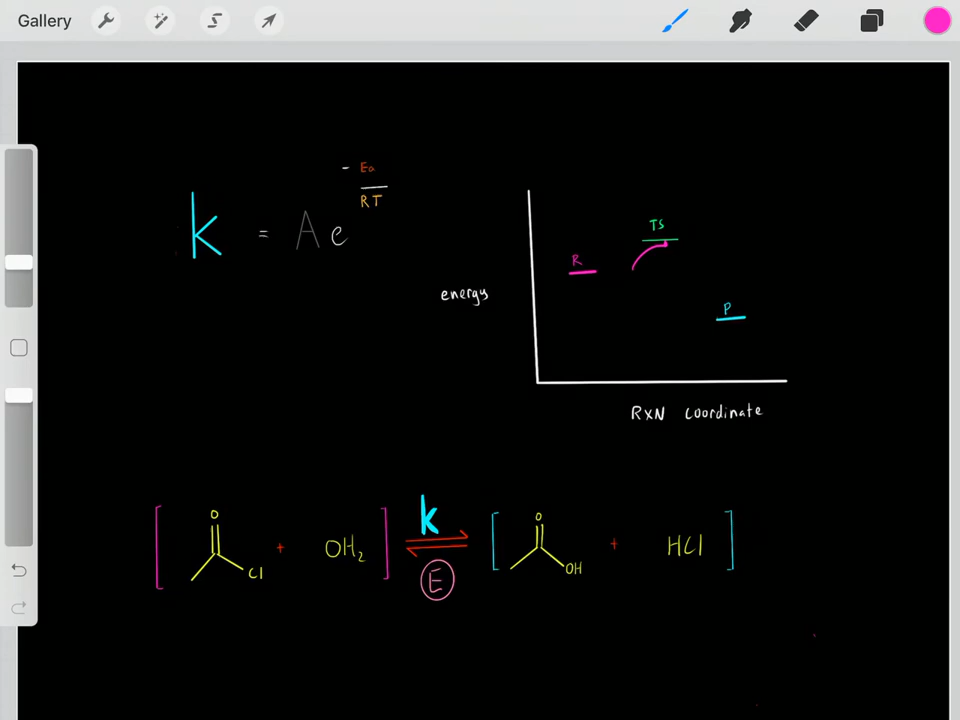 Gallery
- Ea
RT
k = A e
TS
R
energy
P
RXN coordinate
k
O
O
+ OH2 + HCl
Cl
OH
E